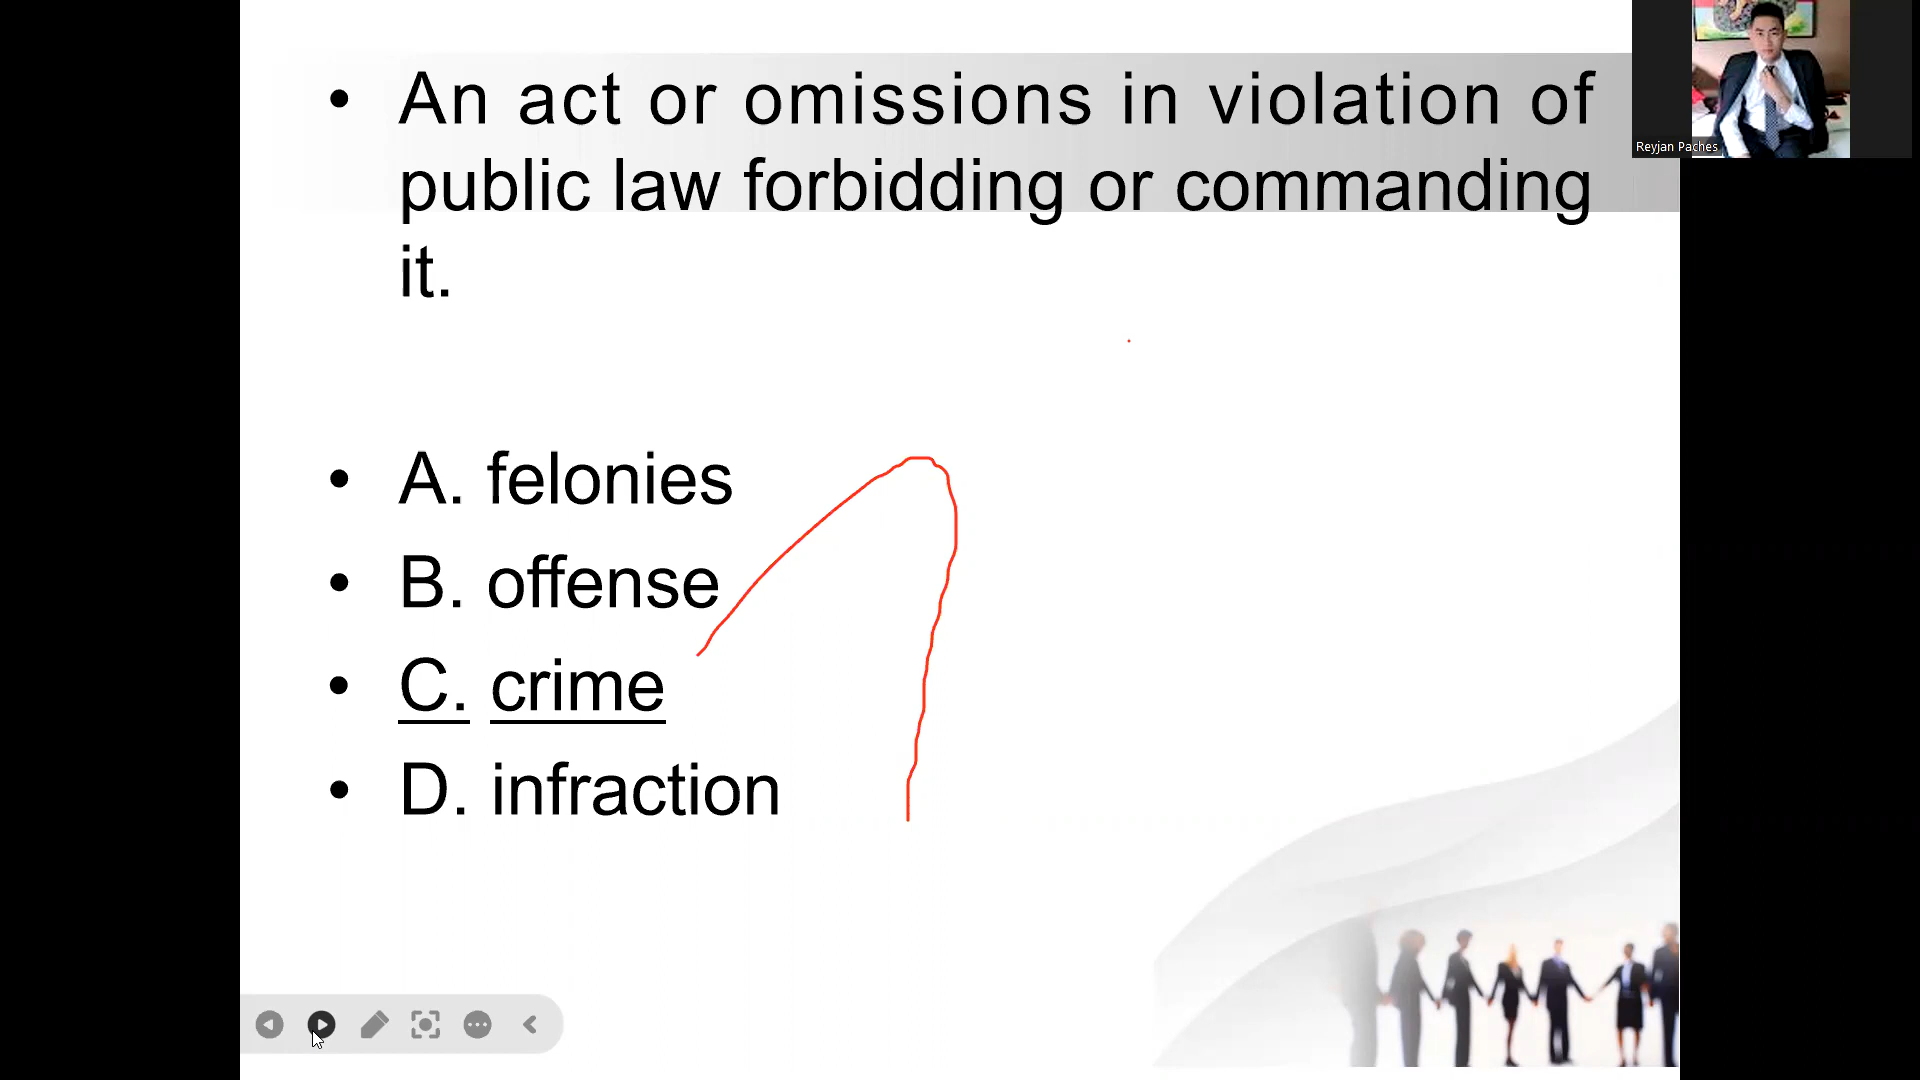 • An act or omissions in violation of
public law forbidding or commanding
it.
• A. felonies
• B. offense
• C. crime
• D. infraction
Reyjan Paches